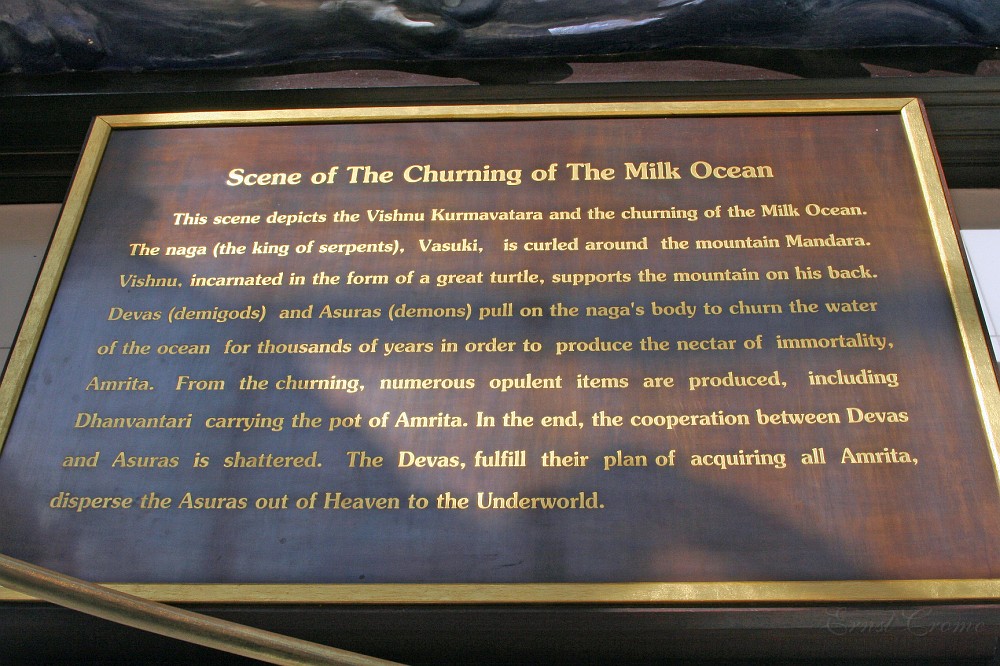 Scene of The Churning of The Milk Ocean
This scene depicts the Vishnu Kurmavatara and the churning of the Milk Ocean.
The naga (the king of serpents), Vasuki, is curled around the mountain Mandara.
Vishnu, incarnated in the form of a great turtle, supports the mountain on his back.
Devas (demigods) and Asuras (demons) pull on the naga's body to churn the water
of the ocean for thousands of years in order to produce the nectar of immortality,
Amrita. From the churning, numerous opulent items are produced, including
Dhanvantari carrying the pot of Amrita. In the end, the cooperation between Devas
and Asuras is shattered. The Devas, fulfill their plan of acquiring all Amrita,
disperse the Asuras out of Heaven to the Underworld.
Ernst Crome